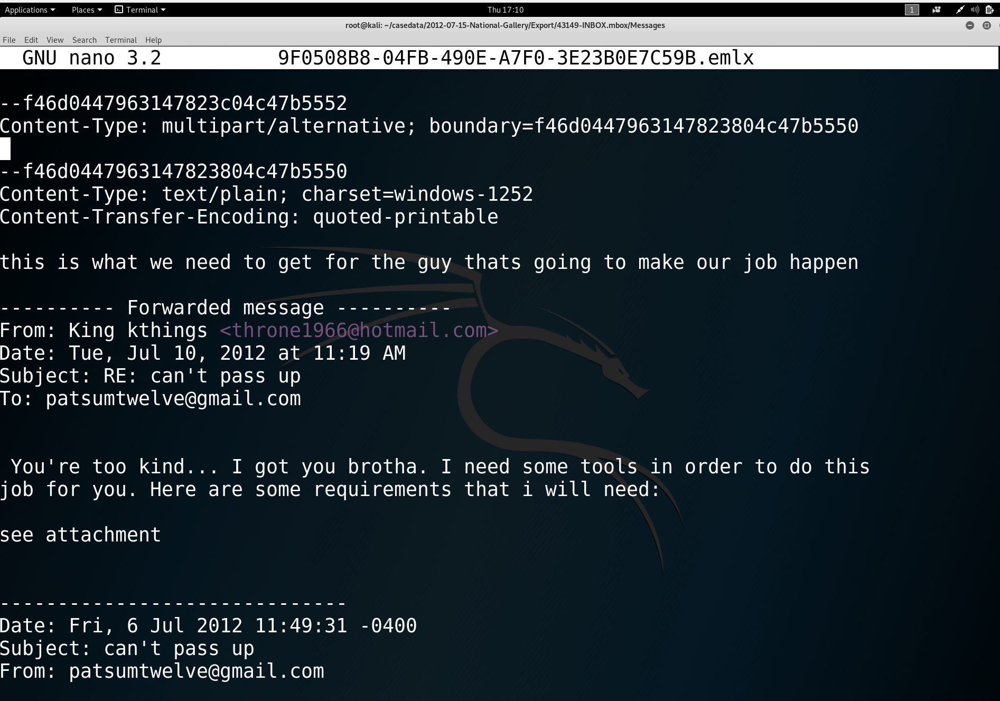 Applications Places Terminal Thu 17:10 1
root@kali: ~/casedata/2012-07-15-National-Gallery/Export/43149-INBOX.mbox/Messages
File Edit View Search Terminal Help
GNU nano 3.2 9F0508B8-04FB-490E-A7F0-3E23B0E7C59B.emlx
--f46d0447963147823c04c47b5552
Content-Type: multipart/alternative; boundary=f46d0447963147823804c47b5550
--f46d0447963147823804c47b5550
Content-Type: text/plain; charset=windows-1252
Content-Transfer-Encoding: quoted-printable
this is what we need to get for the guy thats going to make our job happen
---------- Forwarded message ----------
From: King kthings <throne1966@hotmail.com>
Date: Tue, Jul 10, 2012 at 11:19 AM
Subject: RE: can't pass up
To: patsumtwelve@gmail.com
You're too kind... I got you brotha. I need some tools in order to do this
job for you. Here are some requirements that i will need:
see attachment
------------------------------
Date: Fri, 6 Jul 2012 11:49:31 -0400
Subject: can't pass up
From: patsumtwelve@gmail.com